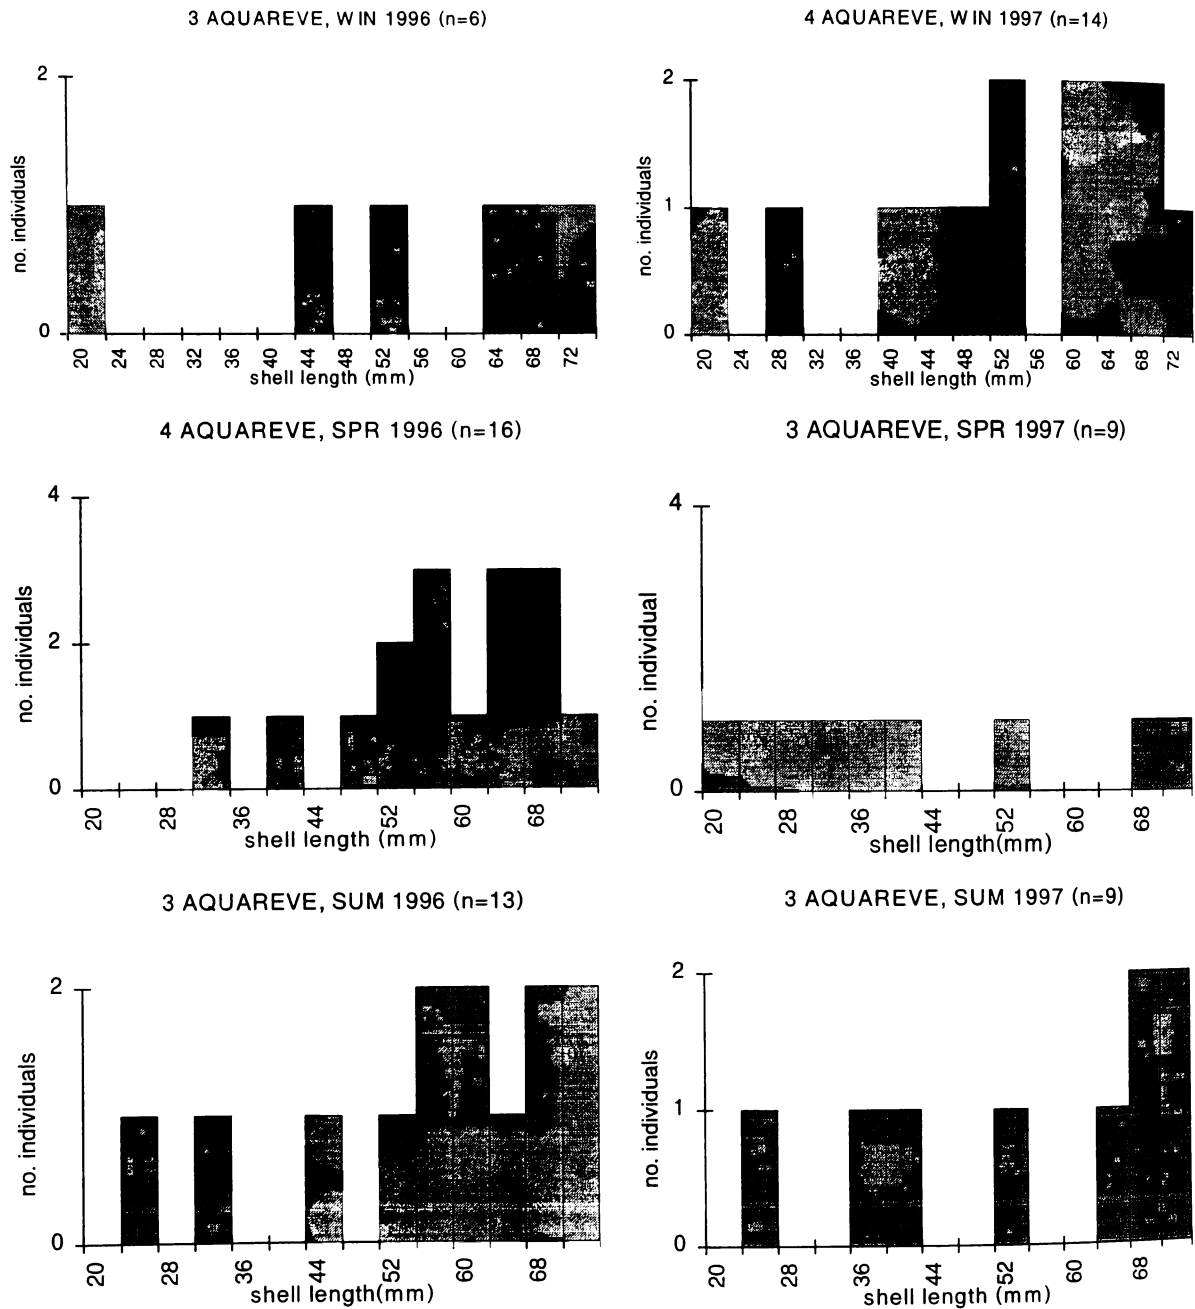 3 AQUAREVE, WIN 1996 (n=6)
2
1
0
no. individuals
20 24 28 32 36 40 44 48 52 56 60 64 68 72
shell length (mm)
4 AQUAREVE, WIN 1997 (n=14)
2
1
0
no. individuals
20 24 28 32 36 40 44 48 52 56 60 64 68 72
shell length (mm)
4 AQUAREVE, SPR 1996 (n=16)
4
2
0
no. individuals
20 28 36 44 52 60 68
shell length (mm)
3 AQUAREVE, SPR 1997 (n=9)
4
2
0
no. individual
20 28 36 44 52 60 68
shell length(mm)
3 AQUAREVE, SUM 1996 (n=13)
2
1
0
no. individuals
20 28 36 44 52 60 68
shell length(mm)
3 AQUAREVE, SUM 1997 (n=9)
2
1
0
no. individuals
20 28 36 44 52 60 68
shell length (mm)